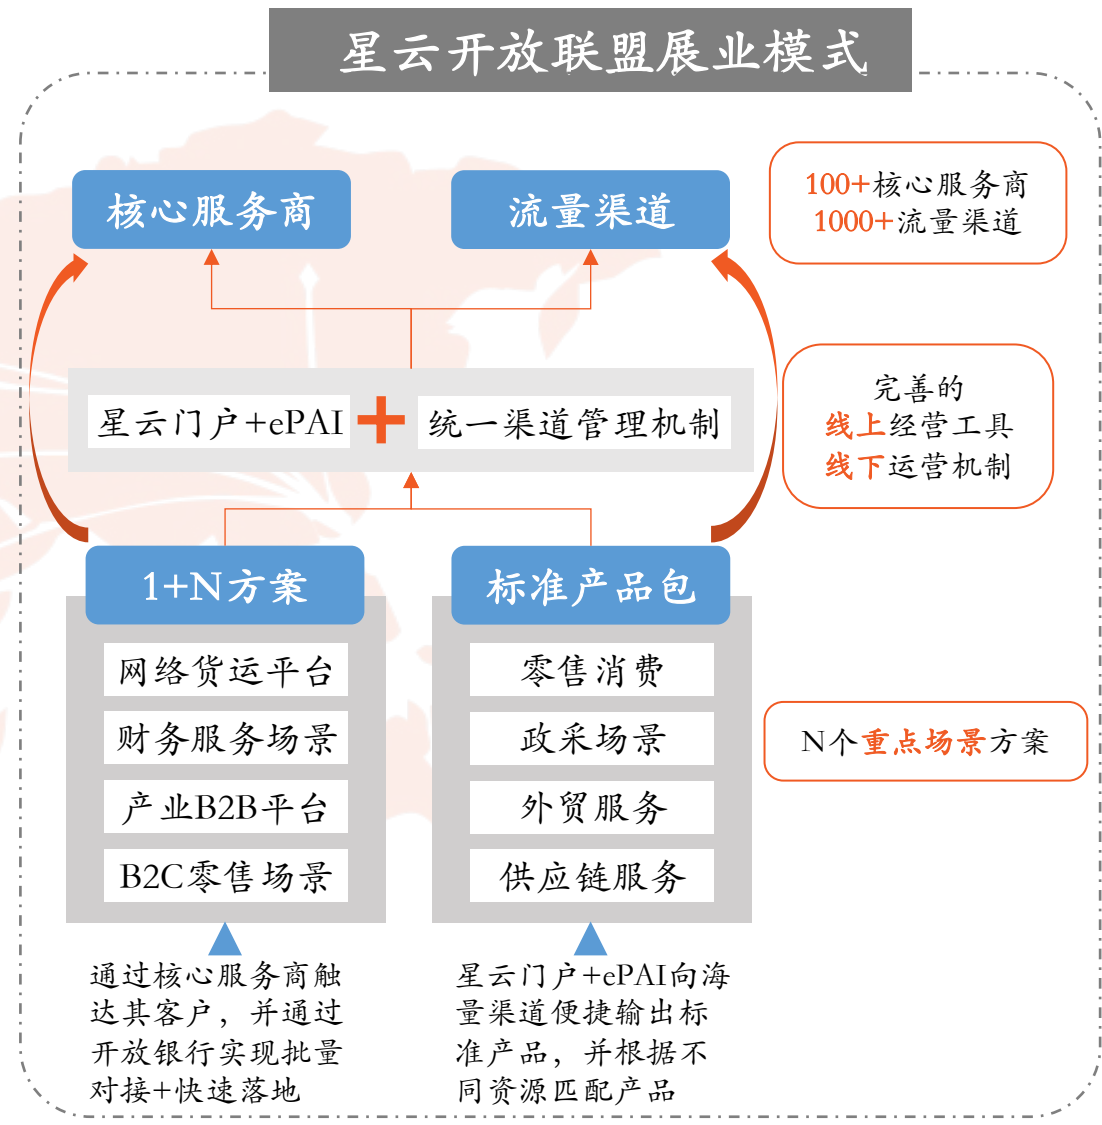 星云开放联盟展业模式
核心服务商
流量渠道
100+核心服务商
1000+流量渠道
星云门户+ePAI
+
统一渠道管理机制
完善的
线上经营工具
线下运营机制
1+N方案
网络货运平台
财务服务场景
产业B2B平台
B2C零售场景
标准产品包
零售消费
政采场景
外贸服务
供应链服务
N个重点场景方案
通过核心服务商触
达其客户，并通过
开放银行实现批量
对接+快速落地
星云门户+ePAI向海
量渠道便捷输出标
准产品，并根据不
同资源匹配产品